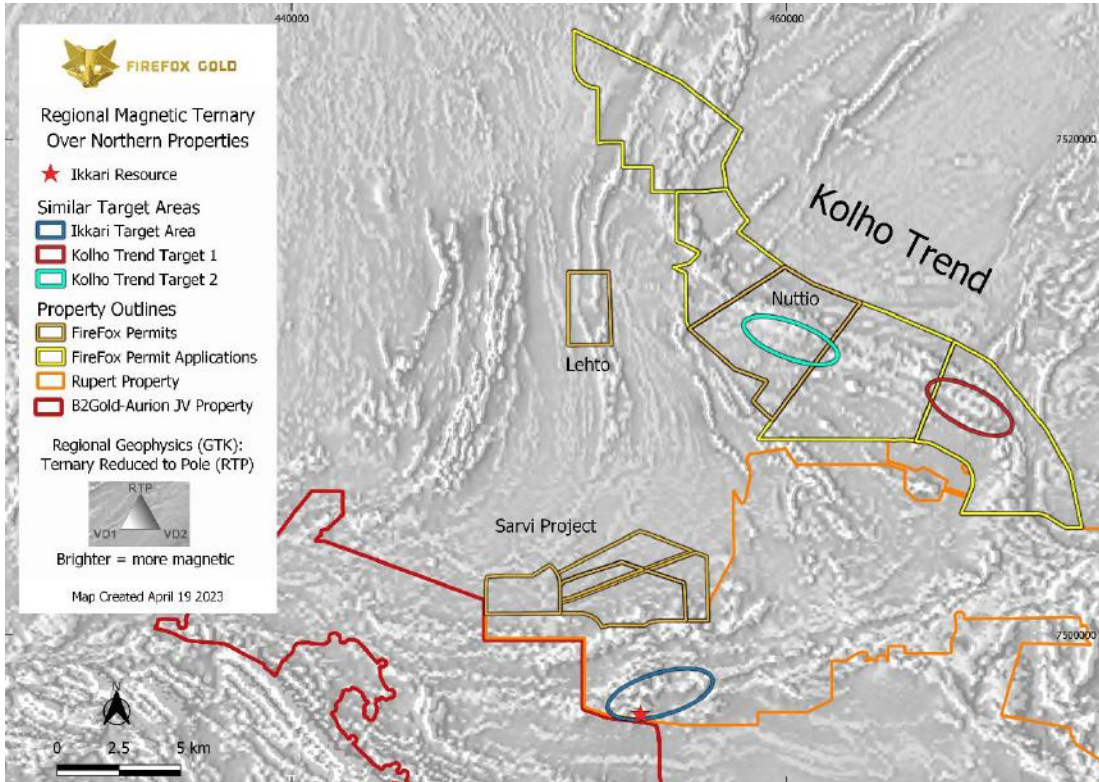 440000
460000
FIREFOX GOLD
Regional Magnetic Ternary
Over Northern Properties
Ikkari Resource
Similar Target Areas
Ikkari Target Area
Kolho Trend Target 1
Kolho Trend Target 2
Property Outlines
FireFox Permits
FireFox Permit Applications
Rupert Property
B2Gold-Aurion JV Property
Regional Geophysics (GTK):
Ternary Reduced to Pole (RTP)
RTP
VD1 VD2
Brighter = more magnetic
Map Created April 19 2023
7520000
Kolho Trend
Nuttio
Lehto
Sarvi Project
7500000
N
0 2.5 5 km